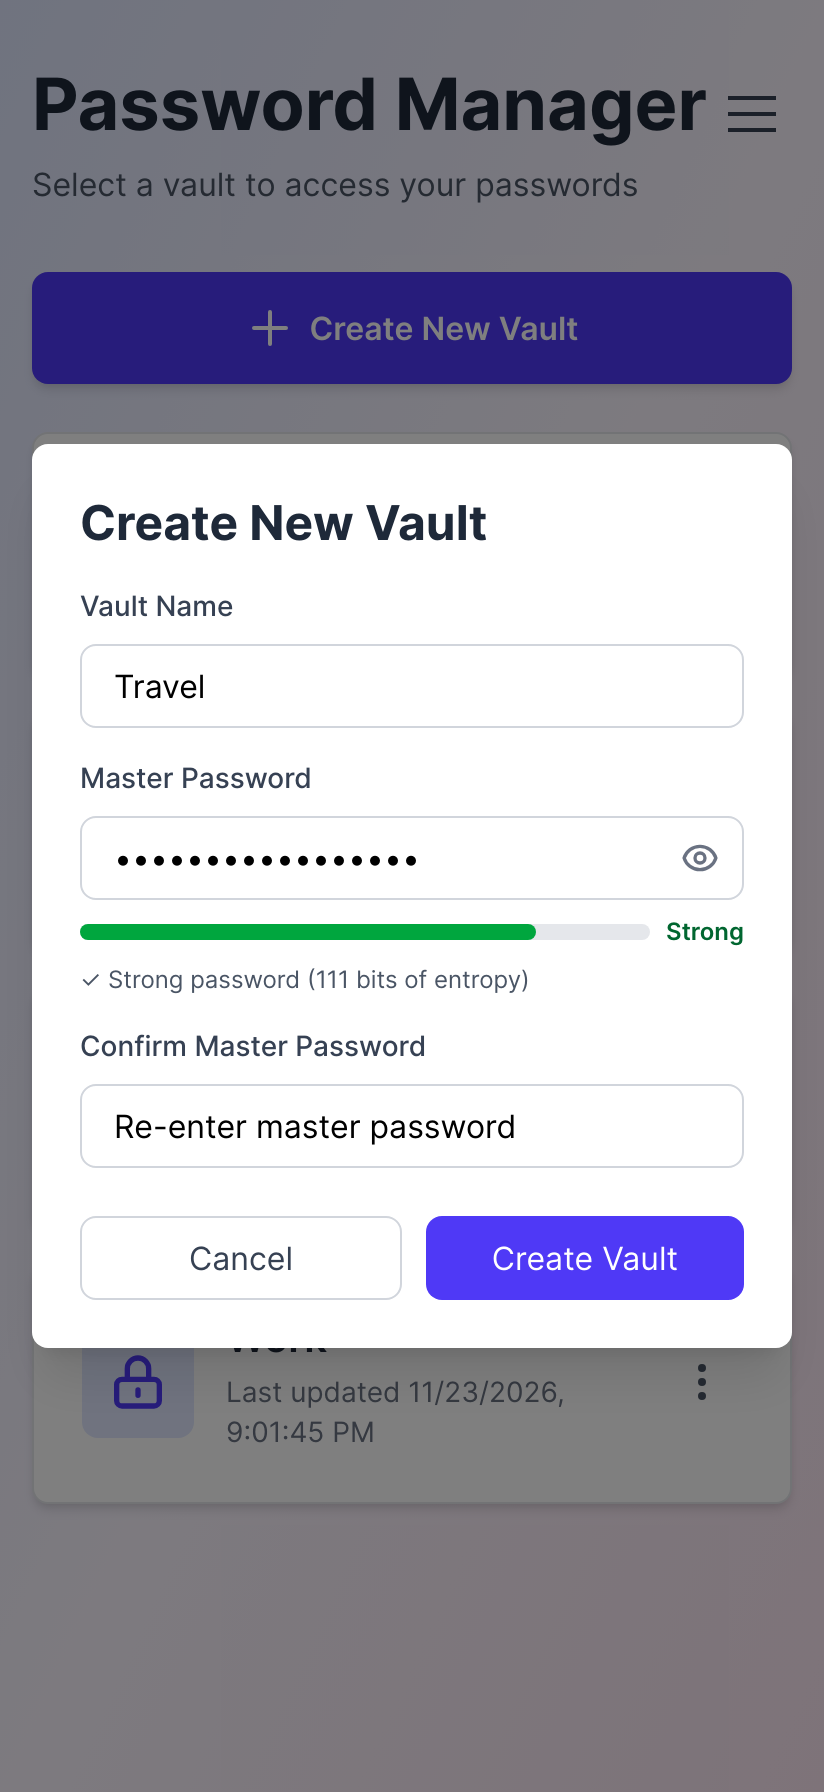 Password Manager
Select a vault to access your passwords
Create New Vault
Create New Vault
Vault Name
Travel
Master Password
•••••••••••••••••
Strong
✓ Strong password (111 bits of entropy)
Confirm Master Password
Re-enter master password
Cancel
Create Vault
Last updated 11/23/2026,
9:01:45 PM